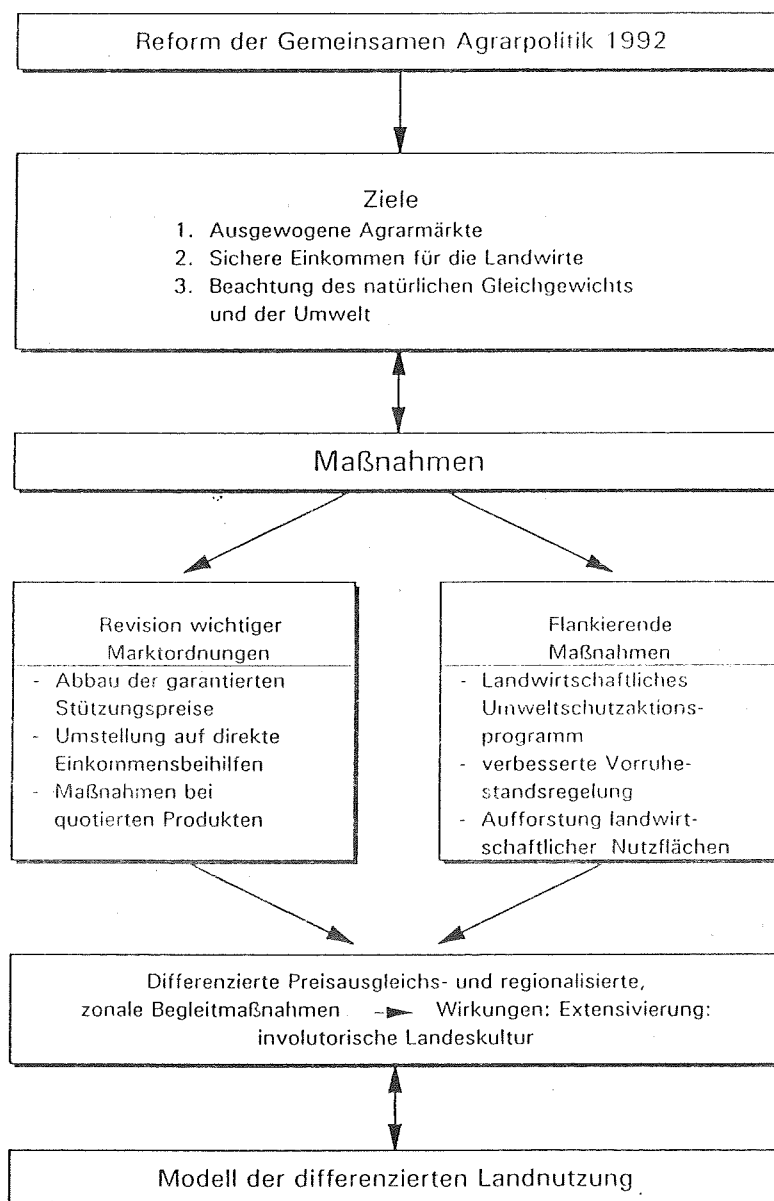 Reform der Gemeinsamen Agrarpolitik 1992
Ziele
1. Ausgewogene Agrarmärkte
2. Sichere Einkommen für die Landwirte
3. Beachtung des natürlichen Gleichgewichts
und der Umwelt
Maßnahmen
Revision wichtiger
Marktordnungen
- Abbau der garantierten
Stützungspreise
- Umstellung auf direkte
Einkommensbeihilfen
- Maßnahmen bei
quotierten Produkten
Flankierende
Maßnahmen
- Landwirtschaftliches
Umweltschutzaktions-
programm
- verbesserte Vorruhe-
standsregelung
- Aufforstung landwirt-
schaftlicher Nutzflächen
Differenzierte Preisausgleichs- und regionalisierte,
zonale Begleitmaßnahmen Wirkungen: Extensivierung:
involutorische Landeskultur
Modell der differenzierten Landnutzung